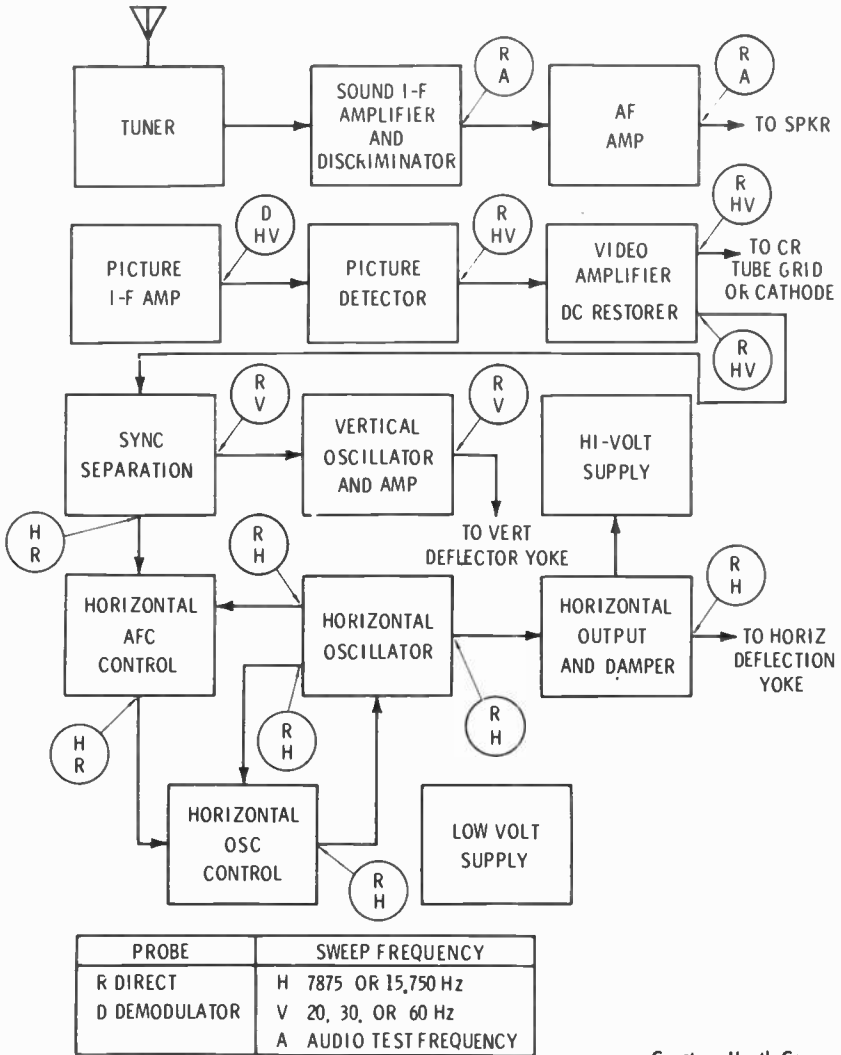 R
A
R
A
TUNER
SOUND I-F
AMPLIFIER
AND
DISCRIMINATOR
AF
AMP
TO SPKR
D
HV
R
HV
R
HV
PICTURE
I-F AMP
PICTURE
DETECTOR
VIDEO
AMPLIFIER
DC RESTORER
TO CR
TUBE GRID
OR CATHODE
R
HV
R
V
R
V
SYNC
SEPARATION
VERTICAL
OSCILLATOR
AND AMP
HI-VOLT
SUPPLY
H
R
TO VERT
DEFLECTOR YOKE
R
H
R
H
HORIZONTAL
AFC
CONTROL
HORIZONTAL
OSCILLATOR
HORIZONTAL
OUTPUT
AND DAMPER
TO HORIZ
DEFLECTION
YOKE
H
R
R
H
R
H
HORIZONTAL
OSC
CONTROL
LOW VOLT
SUPPLY
R
H
PROBE SWEEP FREQUENCY
R DIRECT H 7875 OR 15,750 Hz
D DEMODULATOR V 20, 30, OR 60 Hz
A AUDIO TEST FREQUENCY